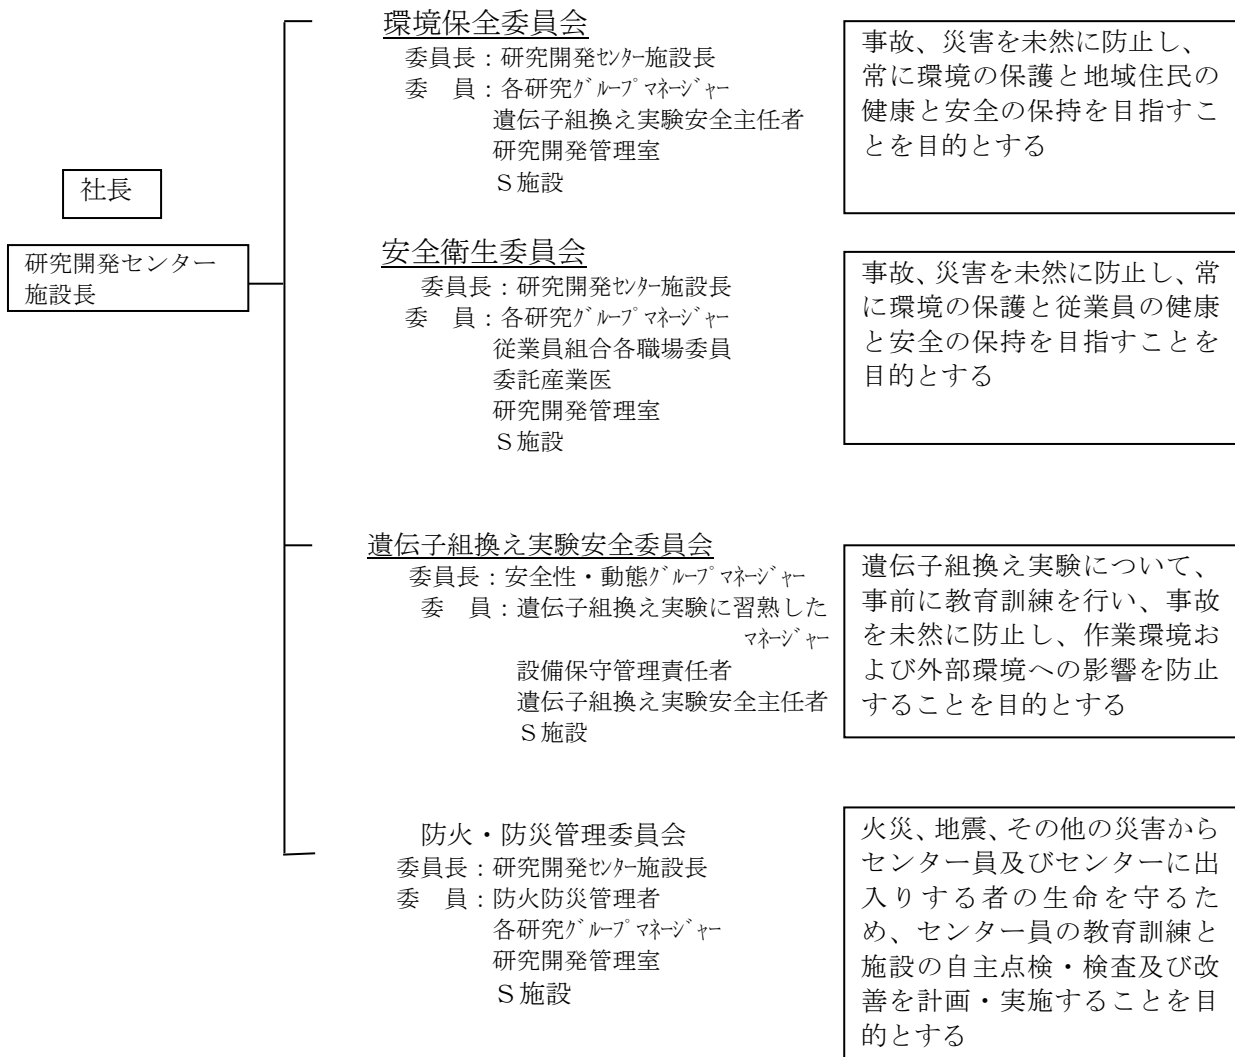 社長
研究開発センター
施設長
環境保全委員会
委員長：研究開発ｾﾝﾀｰ施設長
委　員：各研究ｸﾞﾙｰﾌﾟﾏﾈｰｼﾞｬｰ
遺伝子組換え実験安全主任者
研究開発管理室
Ｓ施設
事故、災害を未然に防止し、
常に環境の保護と地域住民の
健康と安全の保持を目指すこ
とを目的とする
安全衛生委員会
委員長：研究開発ｾﾝﾀｰ施設長
委　員：各研究ｸﾞﾙｰﾌﾟﾏﾈｰｼﾞｬｰ
従業員組合各職場委員
委託産業医
研究開発管理室
Ｓ施設
事故、災害を未然に防止し、常
に環境の保護と従業員の健康
と安全の保持を目指すことを
目的とする
遺伝子組換え実験安全委員会
委員長：安全性・動態ｸﾞﾙｰﾌﾟﾏﾈｰｼﾞｬｰ
委　員：遺伝子組換え実験に習熟した
ﾏﾈｰｼﾞｬｰ
設備保守管理責任者
遺伝子組換え実験安全主任者
Ｓ施設
遺伝子組換え実験について、
事前に教育訓練を行い、事故
を未然に防止し、作業環境お
よび外部環境への影響を防止
することを目的とする
防火・防災管理委員会
委員長：研究開発ｾﾝﾀｰ施設長
委　員：防火防災管理者
各研究ｸﾞﾙｰﾌﾟﾏﾈｰｼﾞｬｰ
研究開発管理室
Ｓ施設
火災、地震、その他の災害から
センター員及びセンターに出
入りする者の生命を守るた
め、センター員の教育訓練と
施設の自主点検・検査及び改
善を計画・実施することを目
的とする